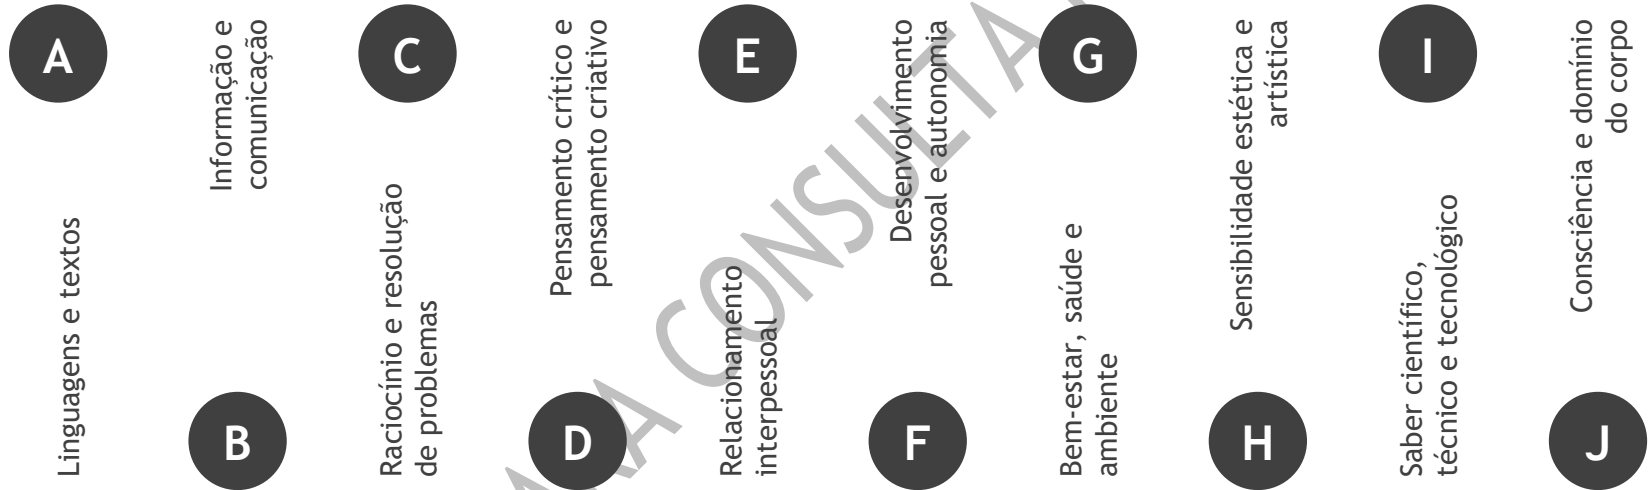 A
Linguagens e textos
Informação e
comunicação
B
C
Raciocínio e resolução
de problemas
Pensamento crítico e
pensamento criativo
D
E
Relacionamento
interpessoal
Desenvolvimento
pessoal e autonomia
F
G
Bem-estar, saúde e
ambiente
Sensibilidade estética e
artística
H
I
Saber científico,
técnico e tecnológico
Consciência e domínio
do corpo
J
CONSULTA